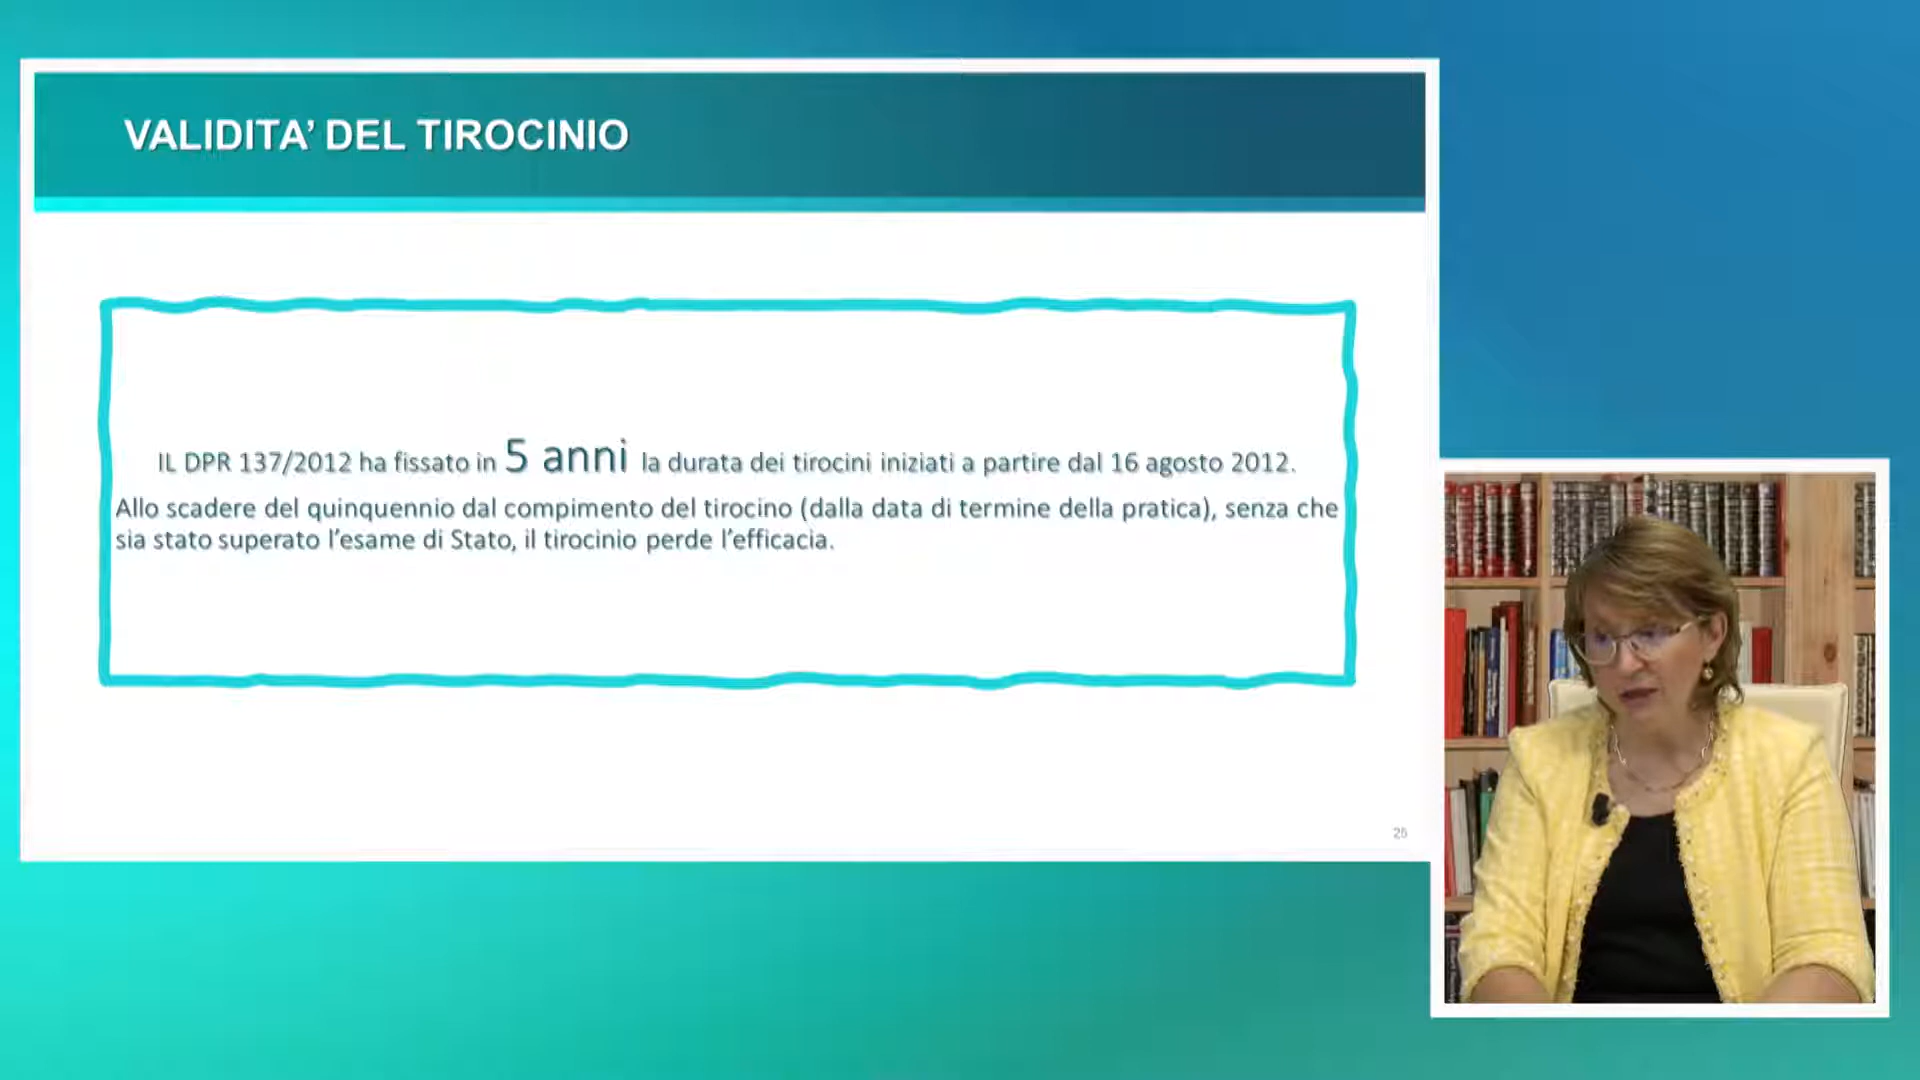 VALIDITA’ DEL TIROCINIO
IL DPR 137/2012 ha fissato in 5 anni la durata dei tirocini iniziati a partire dal 16 agosto 2012.
Allo scadere del quinquennio dal compimento del tirocino (dalla data di termine della pratica), senza che
sia stato superato l’esame di Stato, il tirocinio perde l’efficacia.
25